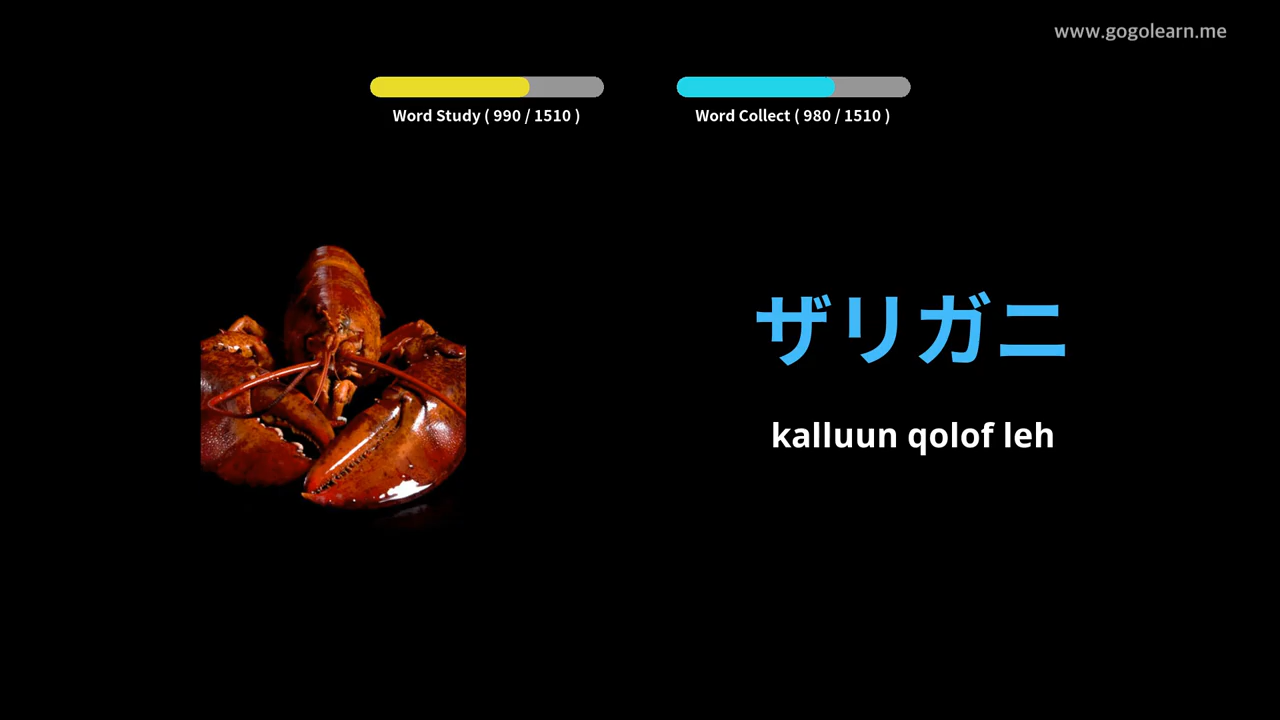 www.gogolearn.me
Word Study ( 990 / 1510 )
Word Collect ( 980 / 1510 )
ザリガニ
kalluun qolof leh